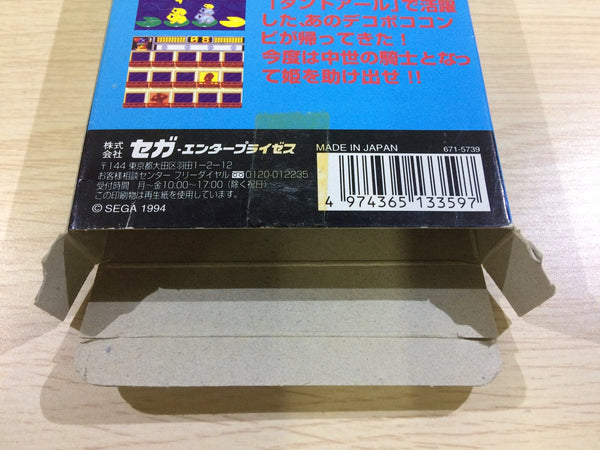 「タントアール」で活躍
した、あのデコボココン
ビが帰ってきた!
今度は中世の騎士となっ
て姫を助け出せ!!
株式会社 セガ・エンタープライゼス
〒144 東京都大田区羽田1-2-12
お客様相談センター フリーダイヤル 0120-012235
受付時間 月〜金10:00〜17:00 (除く祝日)
この印刷物は再生紙を使用しています。
© SEGA 1994
MADE IN JAPAN
671-5739
4 974365 133597